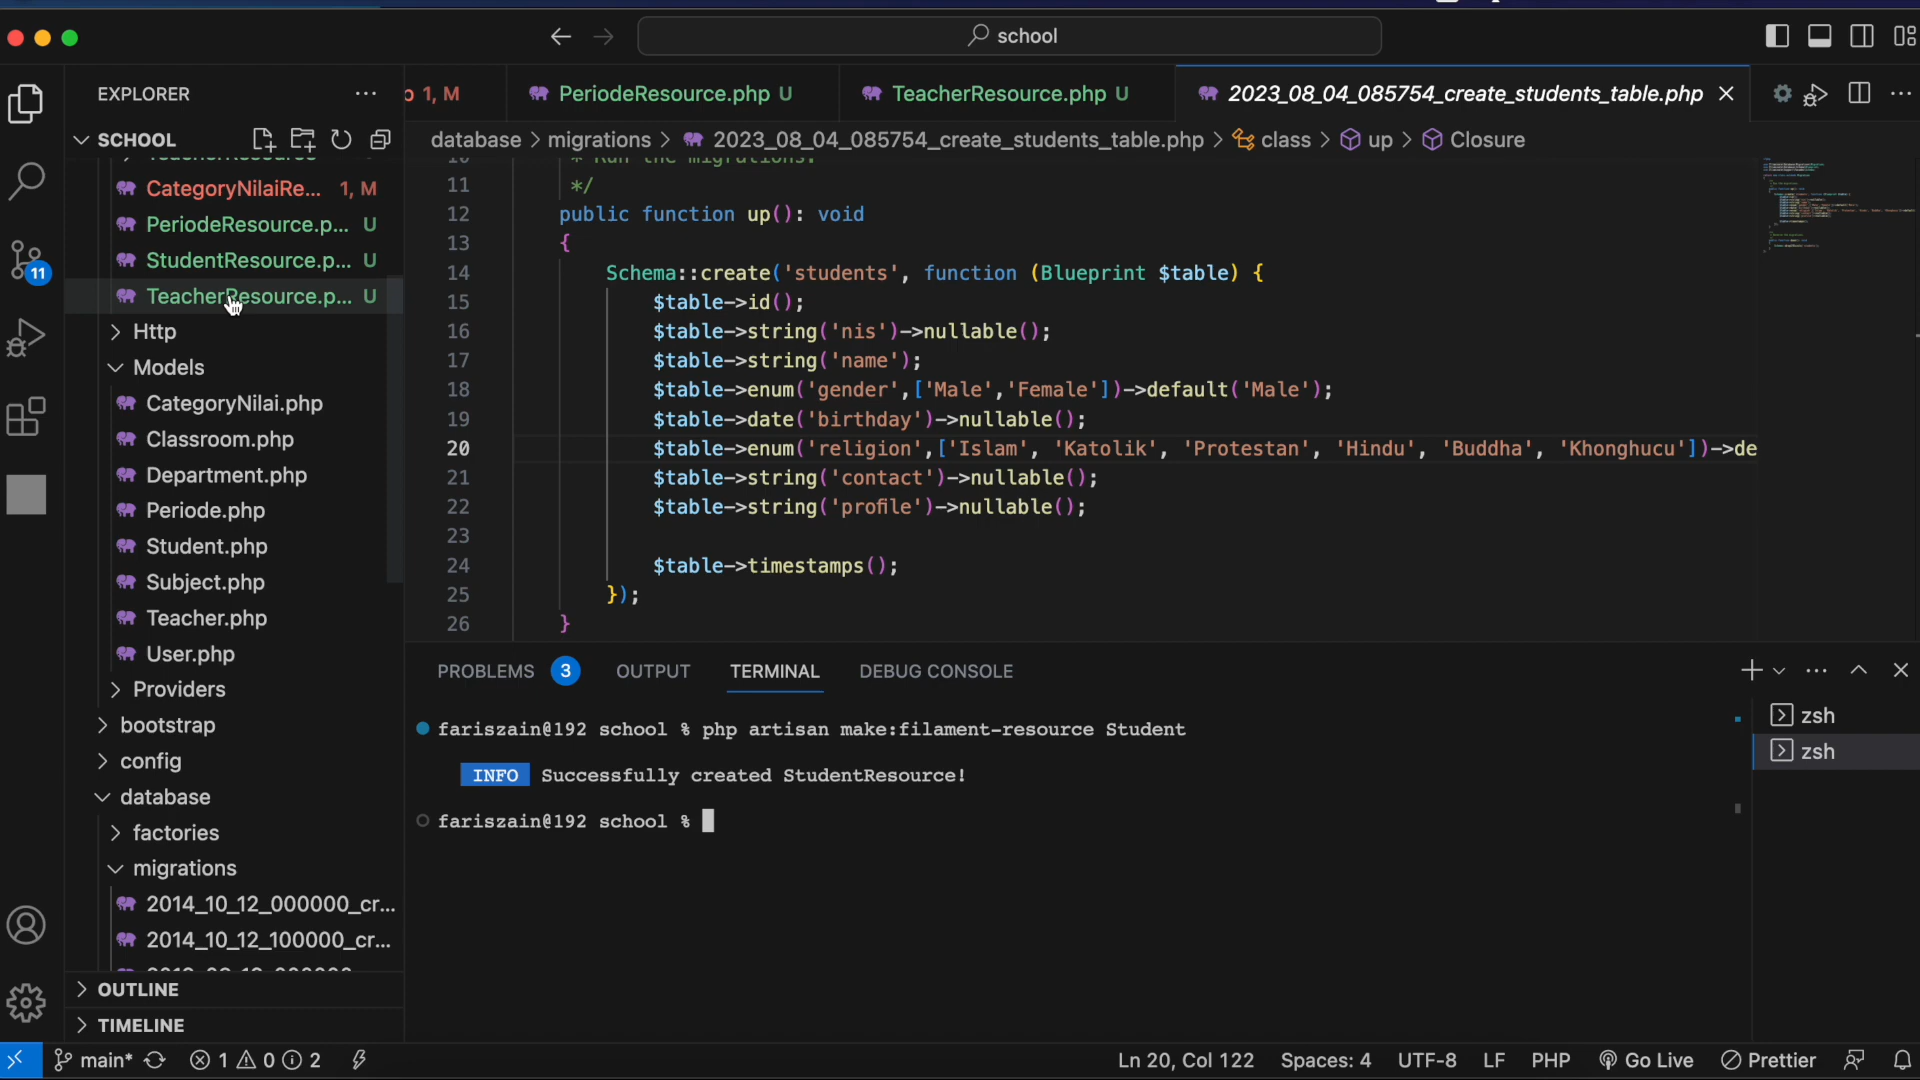 school
EXPLORER
1, M
PeriodeResource.php U
TeacherResource.php U
2023_08_04_085754_create_students_table.php
SCHOOL
database > migrations > 2023_08_04_085754_create_students_table.php > class > up > Closure
CategoryNilaiRe... 1, M
PeriodeResource.p... U
StudentResource.p... U
TeacherResource.p... U
Http
Models
CategoryNilai.php
Classroom.php
Department.php
Periode.php
Student.php
Subject.php
Teacher.php
User.php
Providers
bootstrap
config
database
factories
migrations
2014_10_12_000000_cr...
2014_10_12_100000_cr...
OUTLINE
TIMELINE
10 * Run the migrations.
11 */
12 public function up(): void
13 {
14 Schema::create('students', function (Blueprint $table) {
15 $table->id();
16 $table->string('nis')->nullable();
17 $table->string('name');
18 $table->enum('gender',['Male','Female'])->default('Male');
19 $table->date('birthday')->nullable();
20 $table->enum('religion',['Islam', 'Katolik', 'Protestan', 'Hindu', 'Buddha', 'Khonghucu'])->de
21 $table->string('contact')->nullable();
22 $table->string('profile')->nullable();
23
24 $table->timestamps();
25 });
26 }
PROBLEMS 3 OUTPUT TERMINAL DEBUG CONSOLE
fariszain@192 school % php artisan make:filament-resource Student
INFO Successfully created StudentResource!
fariszain@192 school %
zsh
zsh
11
main* 1 0 2
Ln 20, Col 122 Spaces: 4 UTF-8 LF PHP Go Live Prettier